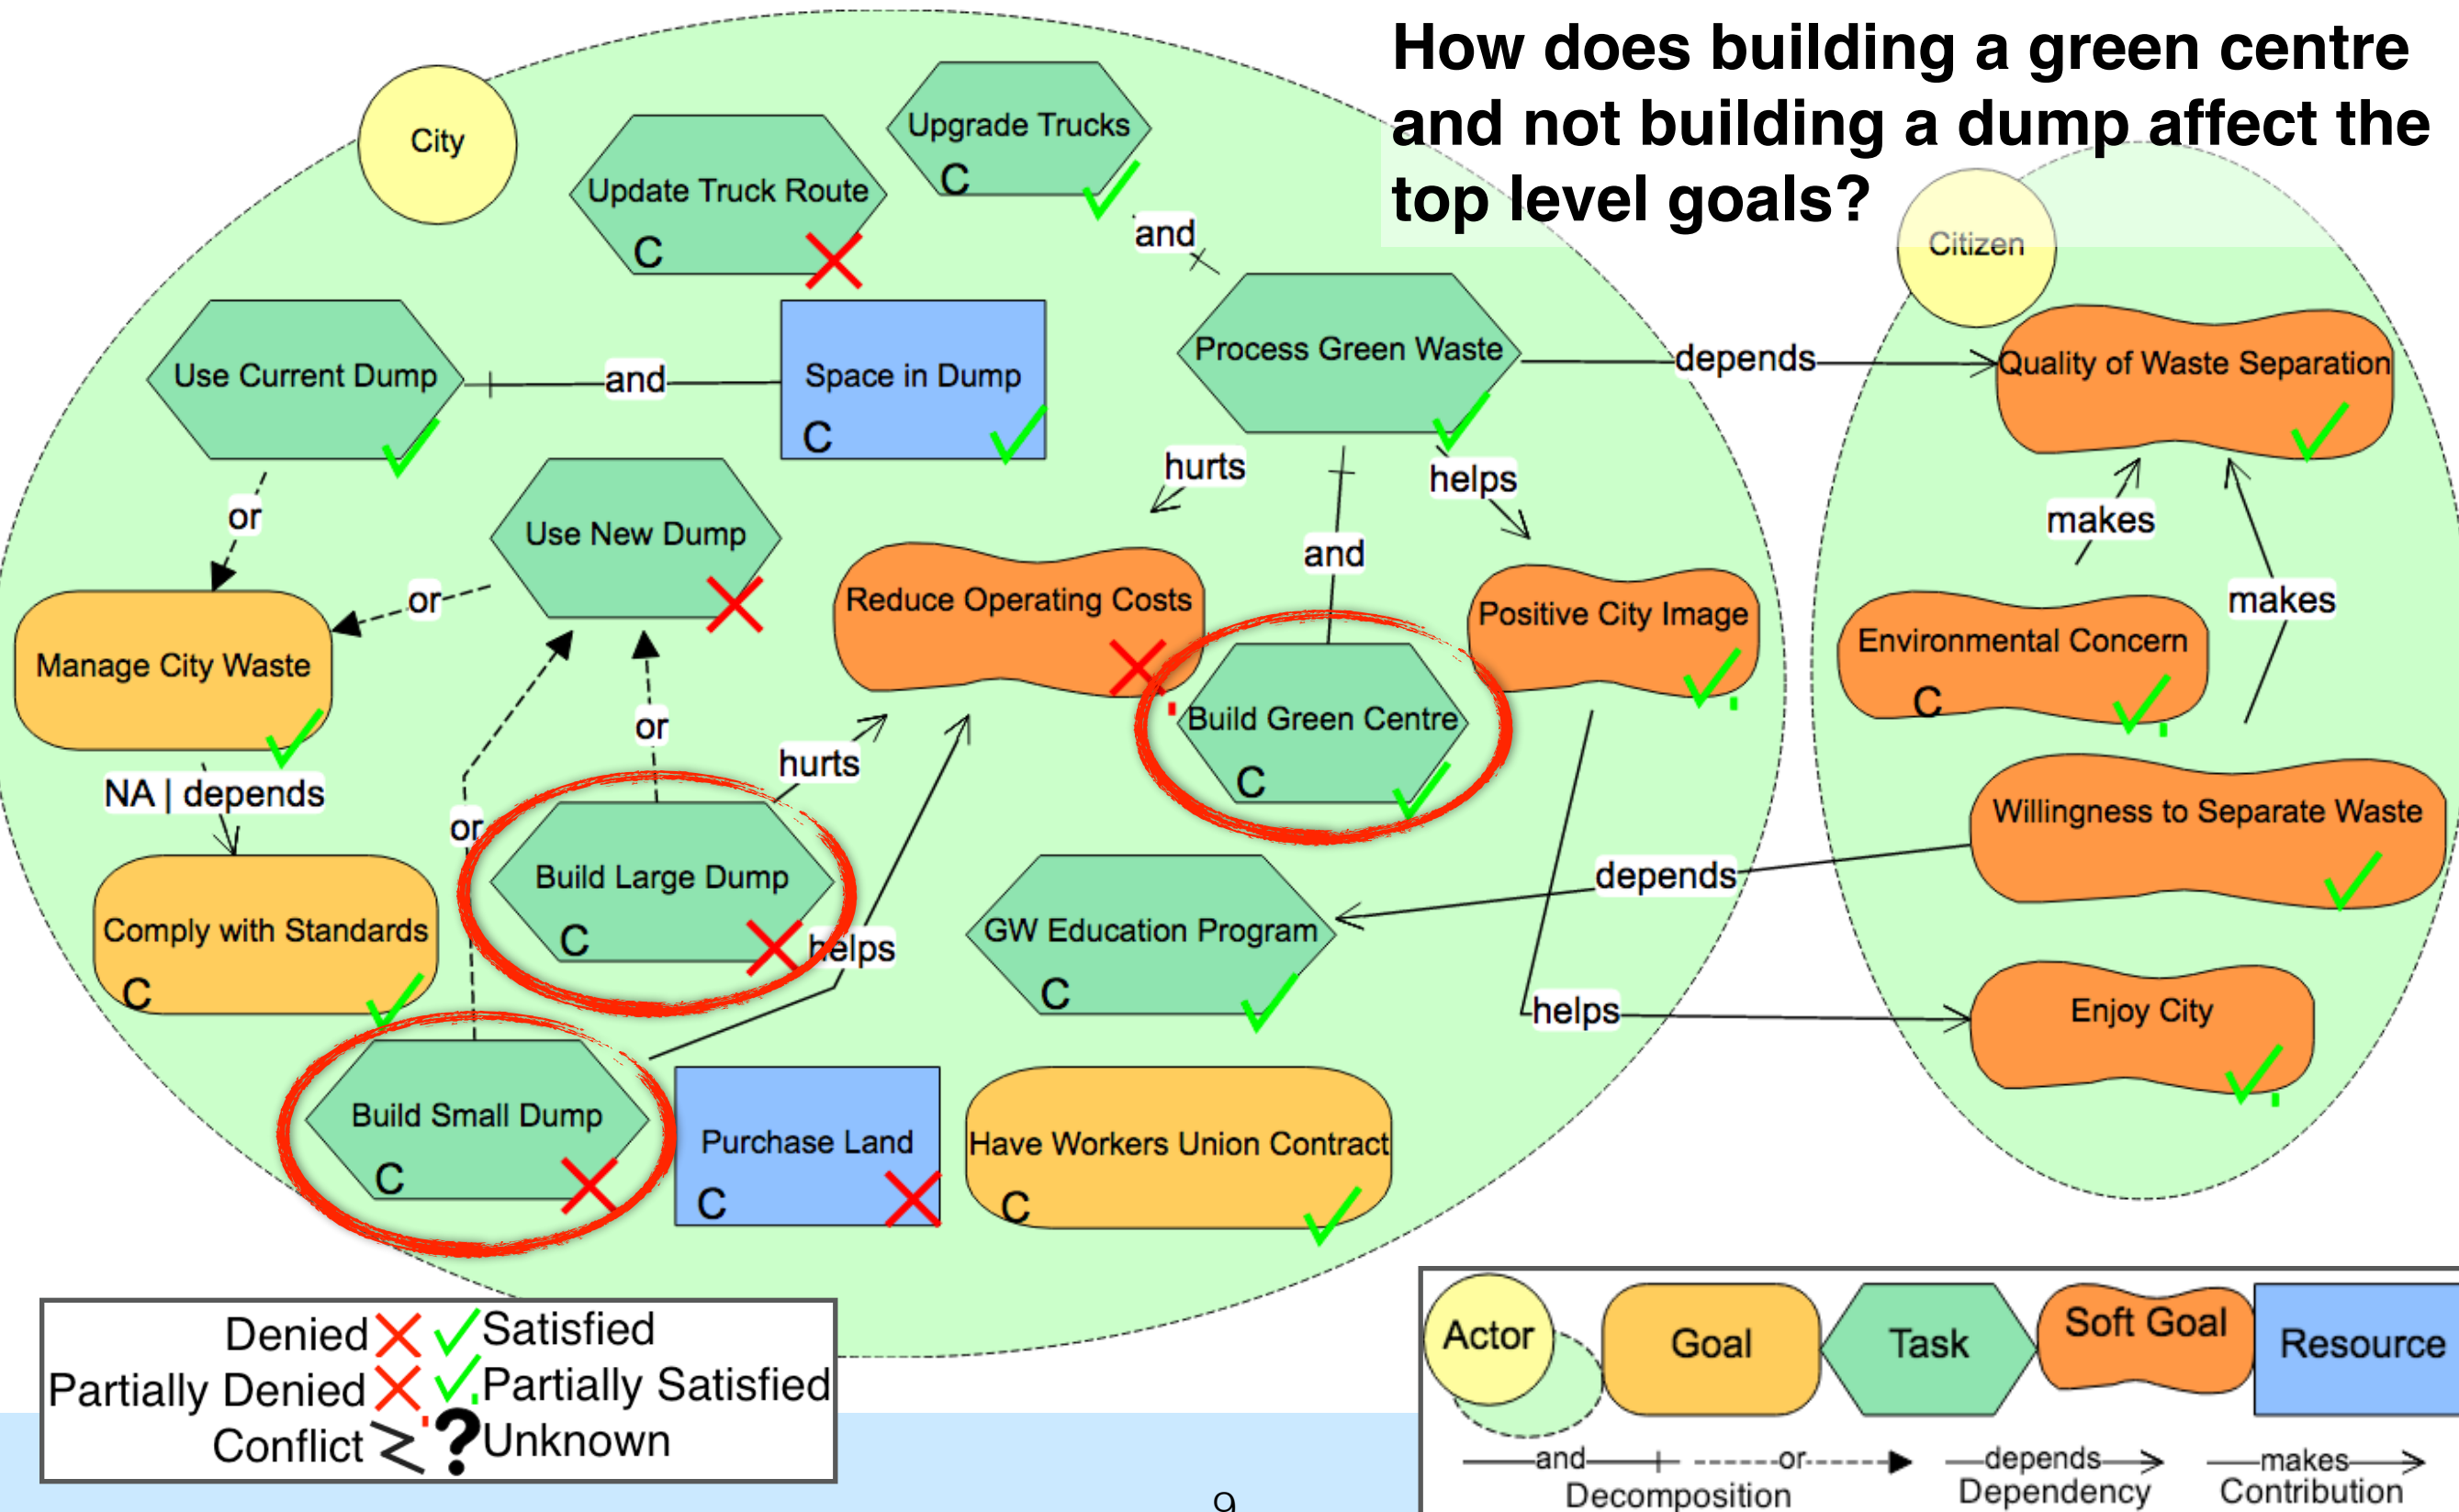 How does building a green centre
and not building a dump affect the
top level goals?
City
Update Truck Route
C
Upgrade Trucks
C
and
Citizen
Use Current Dump
and
Space in Dump
C
Process Green Waste
depends
Quality of Waste Separation
or
Use New Dump
or
hurts
helps
and
makes
makes
Manage City Waste
Reduce Operating Costs
Positive City Image
Environmental Concern
C
NA | depends
or
or
hurts
Build Green Centre
C
Willingness to Separate Waste
Build Large Dump
C
helps
depends
Comply with Standards
C
GW Education Program
C
helps
Enjoy City
Build Small Dump
C
Purchase Land
C
Have Workers Union Contract
C
Denied
Satisfied
Partially Denied
Partially Satisfied
Conflict
Unknown
Actor
Goal
Task
Soft Goal
Resource
and
or
Decomposition
depends
Dependency
makes
Contribution
9